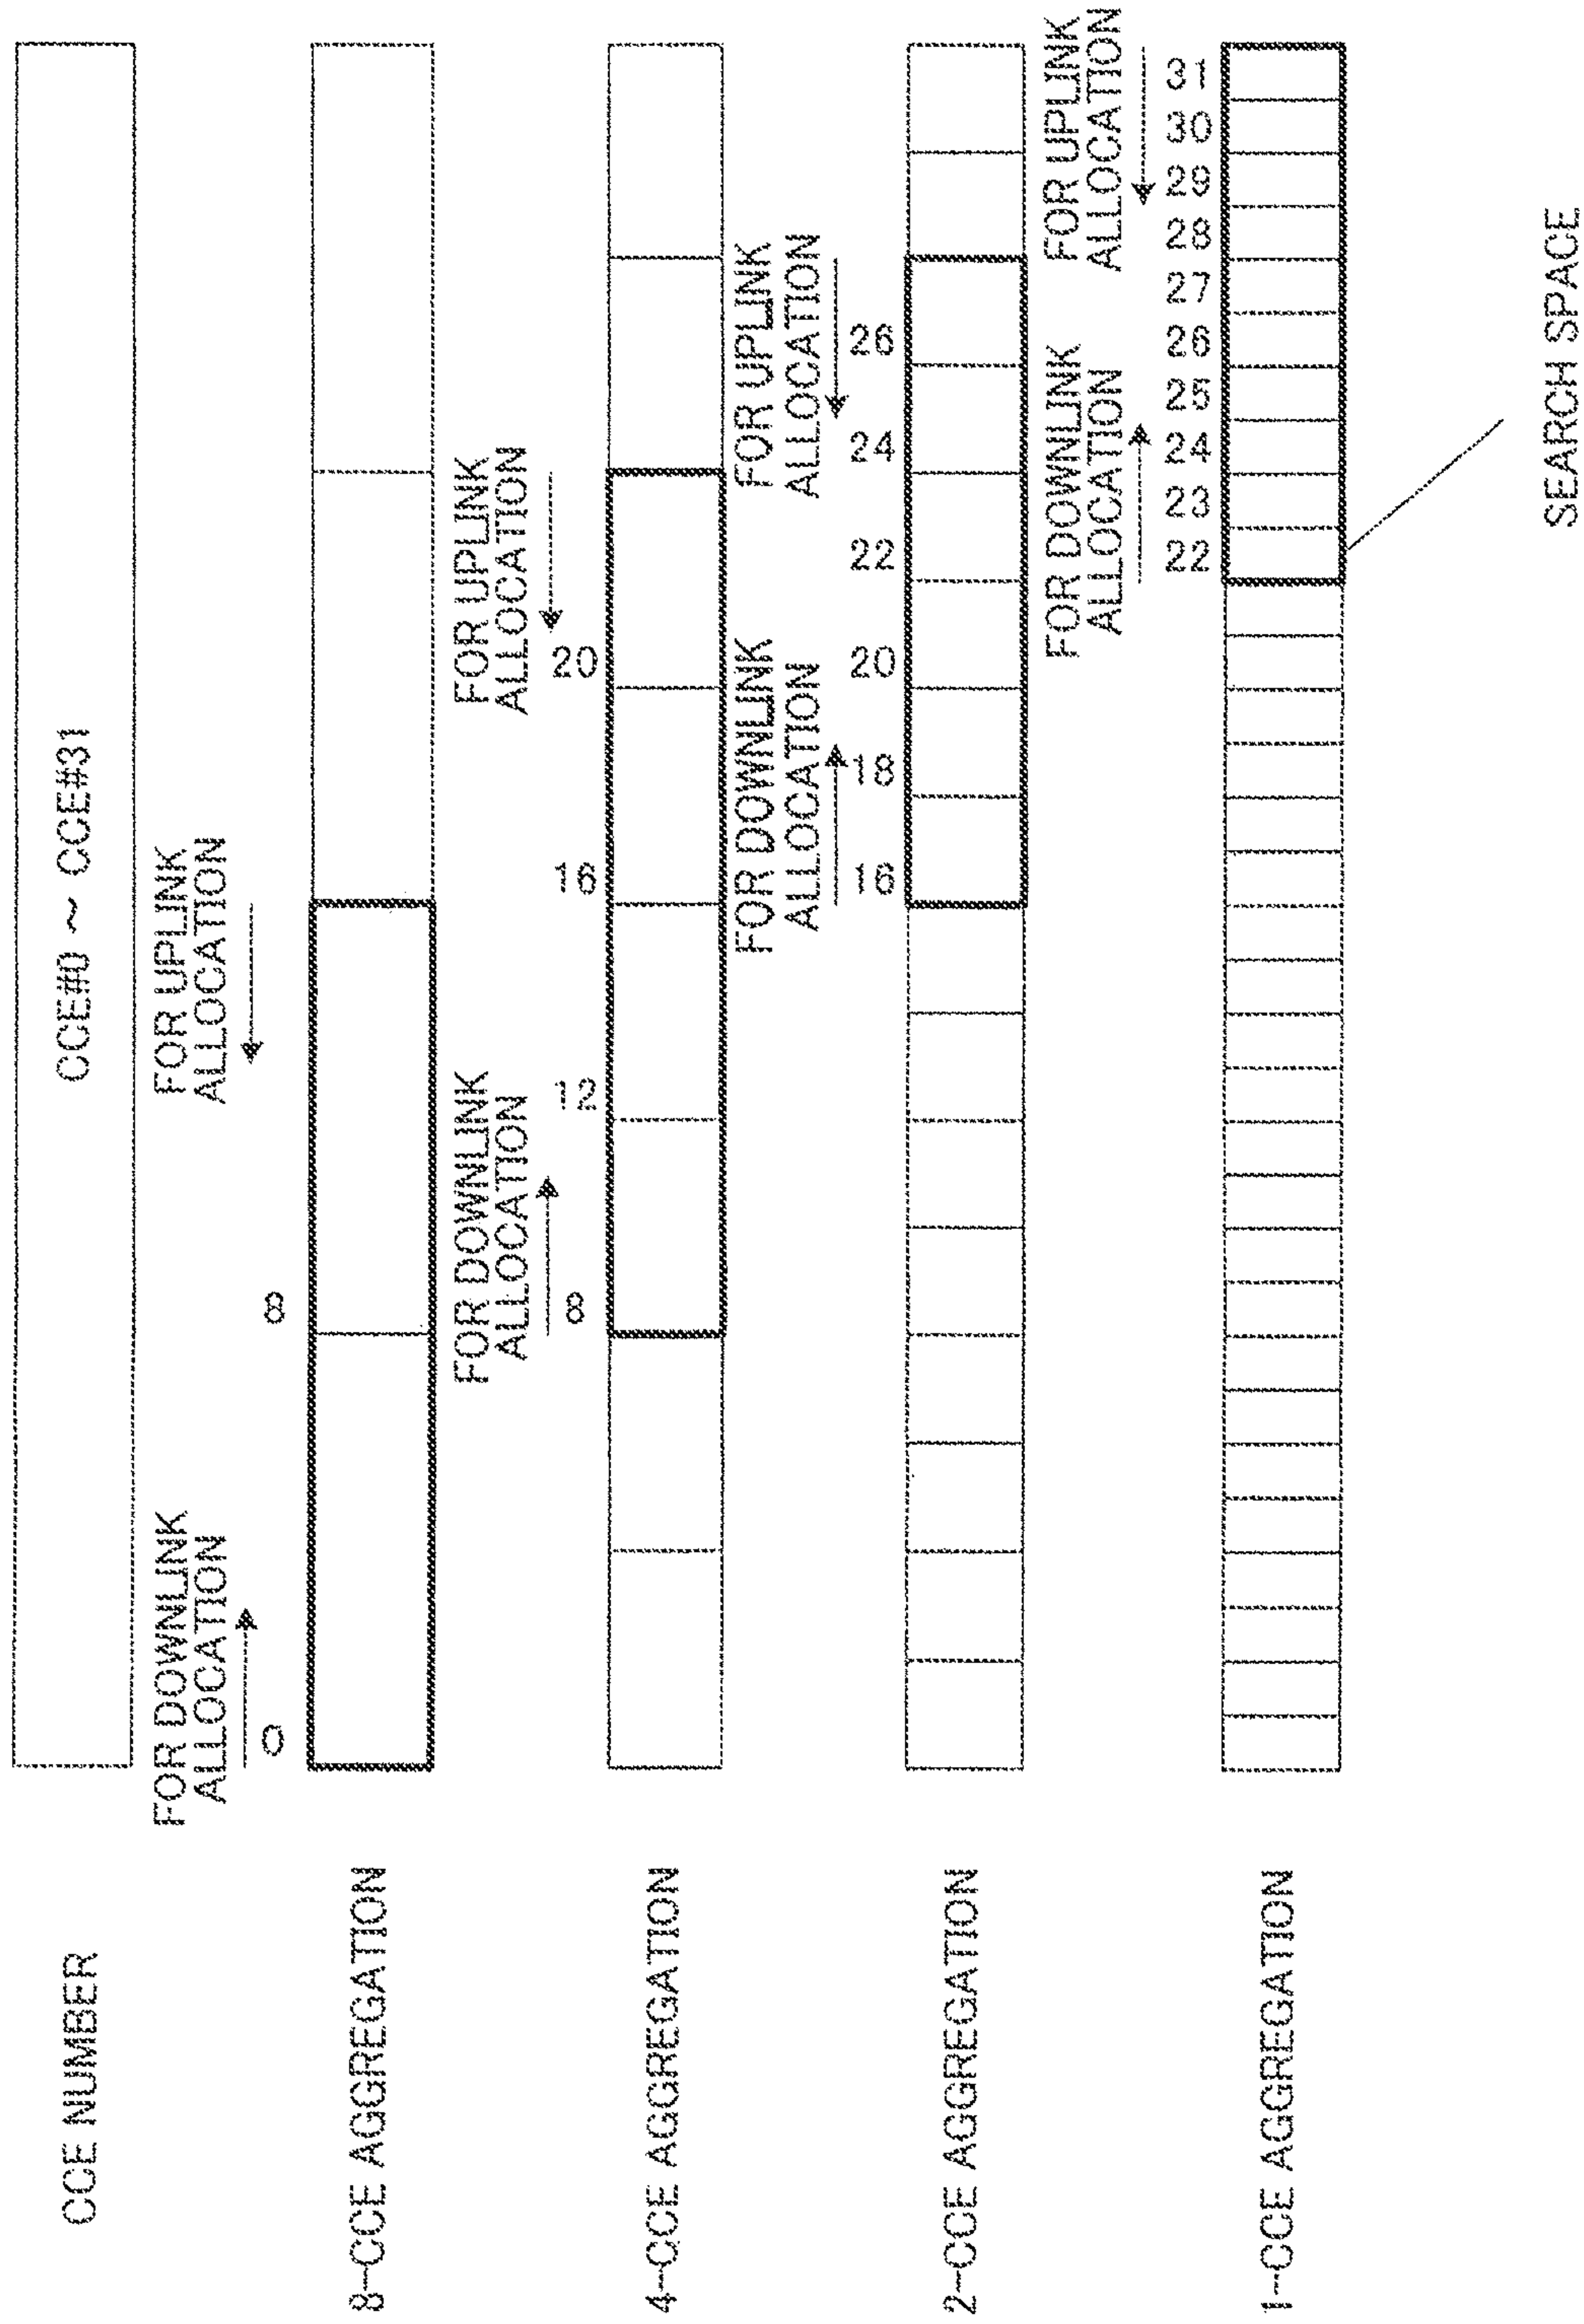 CCE NUMBER
CCE#0 ~ CCE#31
FOR DOWNLINK
ALLOCATION
FOR UPLINK
ALLOCATION
0
8
8-CCE AGGREGATION
FOR DOWNLINK
ALLOCATION
FOR UPLINK
ALLOCATION
8
12
16
20
4-CCE AGGREGATION
FOR DOWNLINK
ALLOCATION
FOR UPLINK
ALLOCATION
16
18
20
22
24
26
2-CCE AGGREGATION
FOR DOWNLINK
ALLOCATION
FOR UPLINK
ALLOCATION
22
23
24
25
26
27
28
29
30
31
1-CCE AGGREGATION
SEARCH SPACE